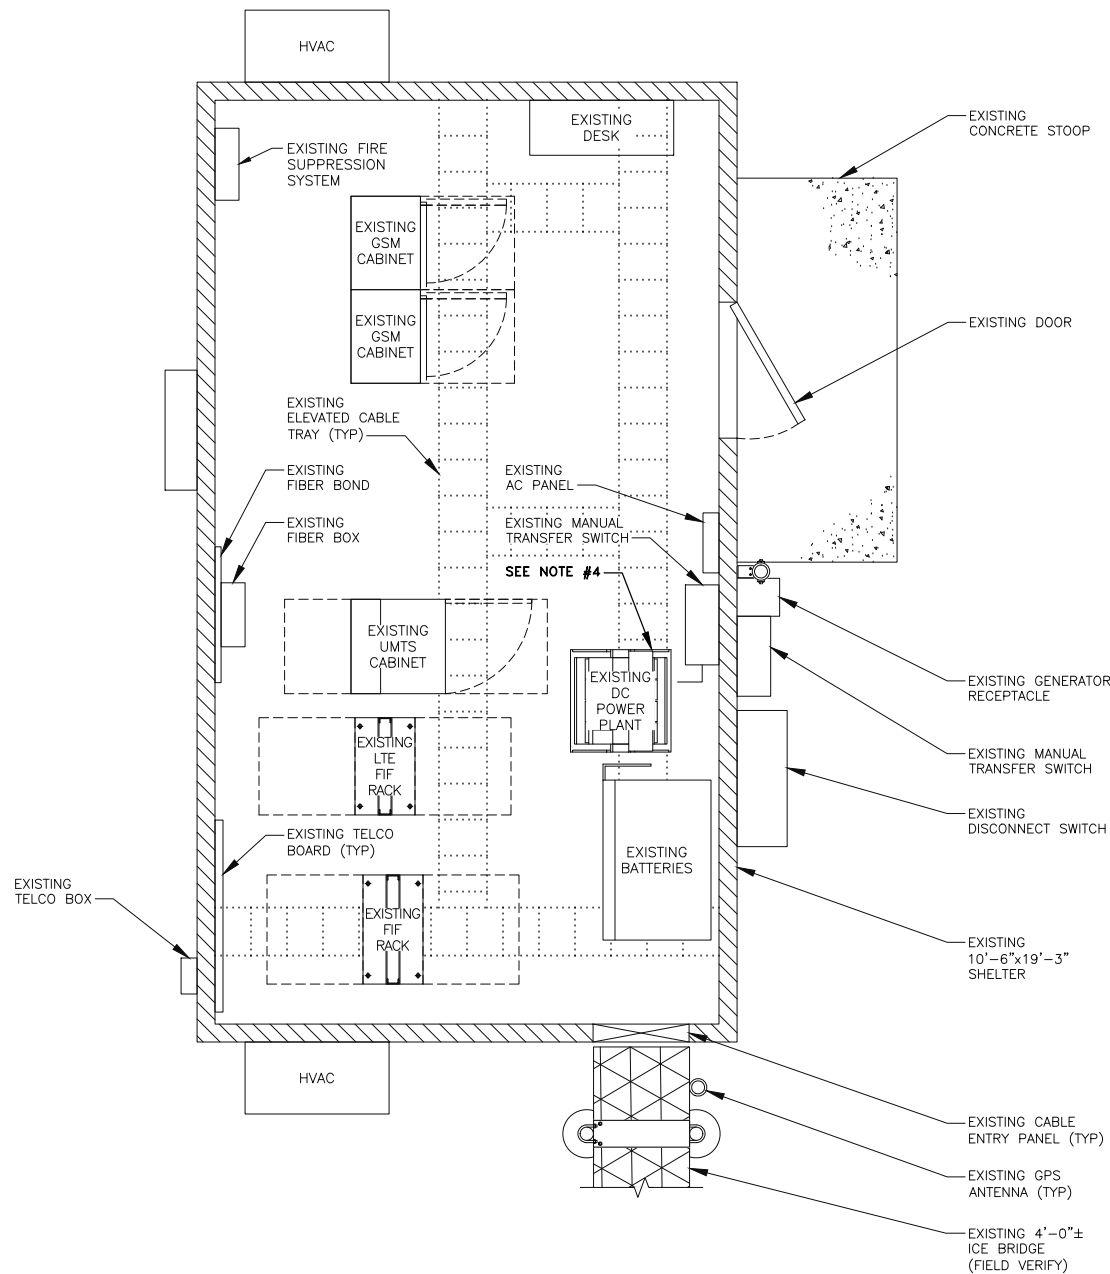 HVAC
EXISTING
DESK
EXISTING
CONCRETE STOOP
EXISTING FIRE
SUPPRESSION
SYSTEM
EXISTING
GSM
CABINET
EXISTING
GSM
CABINET
EXISTING DOOR
EXISTING
ELEVATED CABLE
TRAY (TYP)
EXISTING
FIBER BOND
EXISTING
AC PANEL
EXISTING
FIBER BOX
EXISTING MANUAL
TRANSFER SWITCH
SEE NOTE #4
EXISTING
UMTS
CABINET
EXISTING
DC
POWER
PLANT
EXISTING GENERATOR
RECEPTACLE
EXISTING
LTE
FIF
RACK
EXISTING MANUAL
TRANSFER SWITCH
EXISTING
DISCONNECT SWITCH
EXISTING TELCO
BOARD (TYP)
EXISTING
BATTERIES
EXISTING
TELCO BOX
EXISTING
FIF
RACK
EXISTING
10'-6"x19'-3"
SHELTER
HVAC
EXISTING CABLE
ENTRY PANEL (TYP)
EXISTING GPS
ANTENNA (TYP)
EXISTING 4'-0"±
ICE BRIDGE
(FIELD VERIFY)